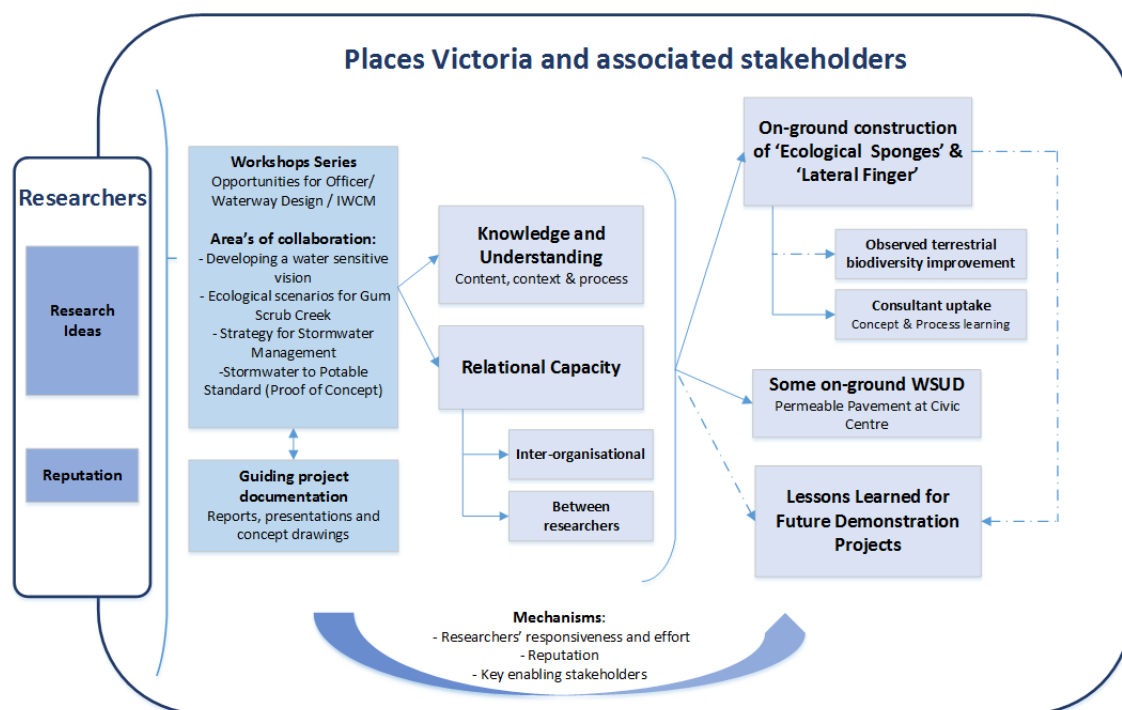 Places Victoria and associated stakeholders
Researchers
Research
Ideas
Reputation
Workshops Series
Opportunities for Officer/
Waterway Design / IWCM
Area's of collaboration:
- Developing a water sensitive
vision
- Ecological scenarios for Gum
Scrub Creek
- Strategy for Stormwater
Management
-Stormwater to Potable
Standard (Proof of Concept)
Guiding project
documentation
Reports, presentations and
concept drawings
Knowledge and
Understanding
Content, context & process
Relational Capacity
Inter-organisational
Between
researchers
On-ground construction
of 'Ecological Sponges' &
'Lateral Finger'
Observed terrestrial
biodiversity improvement
Consultant uptake
Concept & Process learning
Some on-ground WSUD
Permeable Pavement at Civic
Centre
Lessons Learned for
Future Demonstration
Projects
Mechanisms:
- Researchers' responsiveness and effort
- Reputation
- Key enabling stakeholders